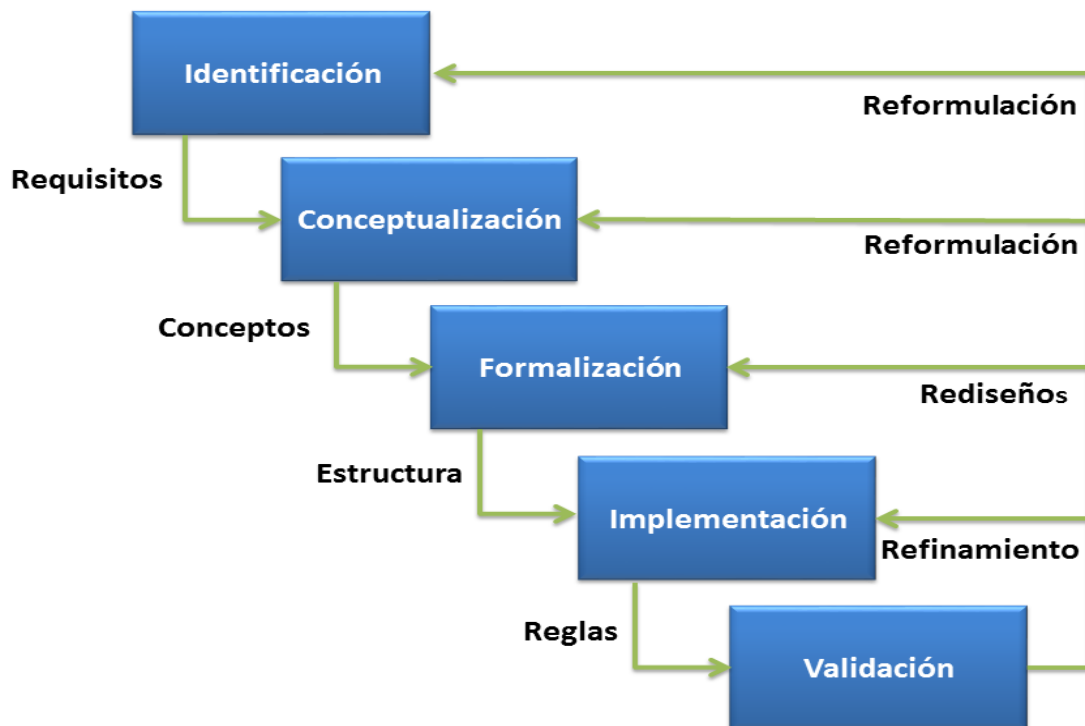 Identificación
Reformulación
Requisitos
Conceptualización
Reformulación
Conceptos
Formalización
Rediseños
Estructura
Implementación
Refinamiento
Reglas
Validación